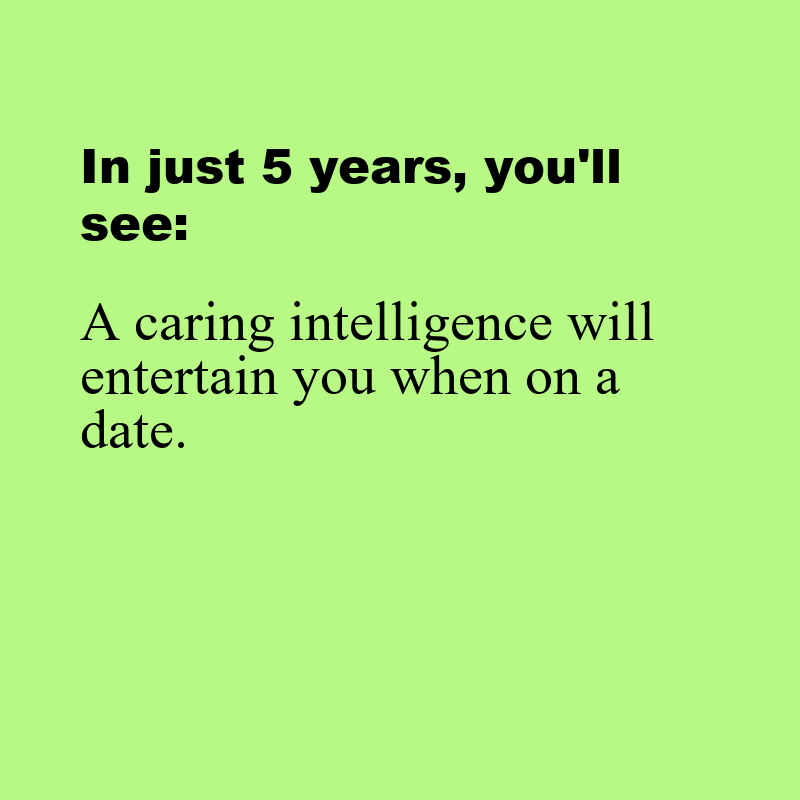 In just 5 years, you'll
see:
A caring intelligence will
entertain you when on a
date.